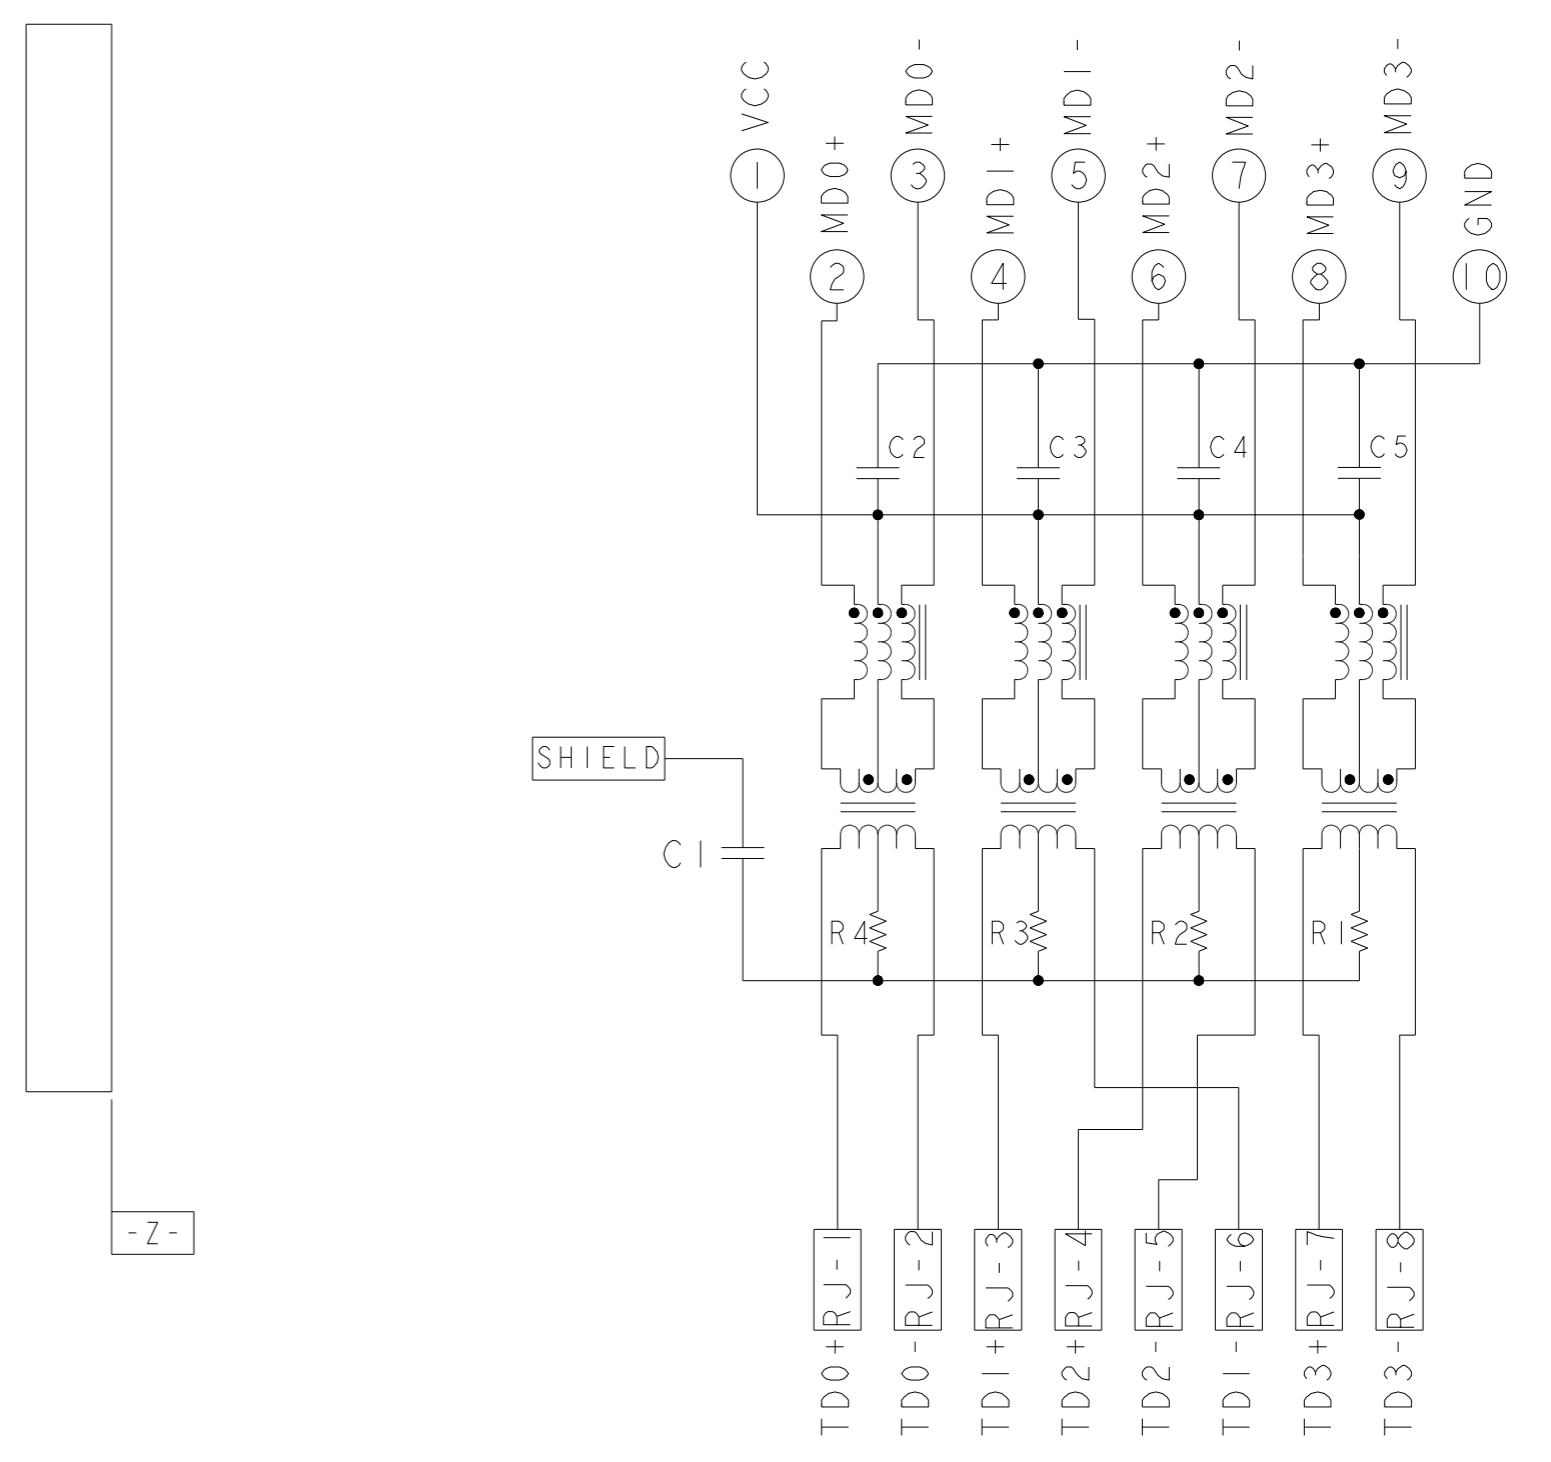 VCC
MD0+
MD0-
MD1+
MD1-
MD2+
MD2-
MD3+
MD3-
GND
1
3
5
7
9
2
4
6
8
10
C2
C3
C4
C5
SHIELD
C1
R4
R3
R2
R1
-Z-
RJ-1
RJ-2
RJ-3
RJ-4
RJ-5
RJ-6
RJ-7
RJ-8
TD0+
TD0-
TD1+
TD2+
TD2-
TD1-
TD3+
TD3-